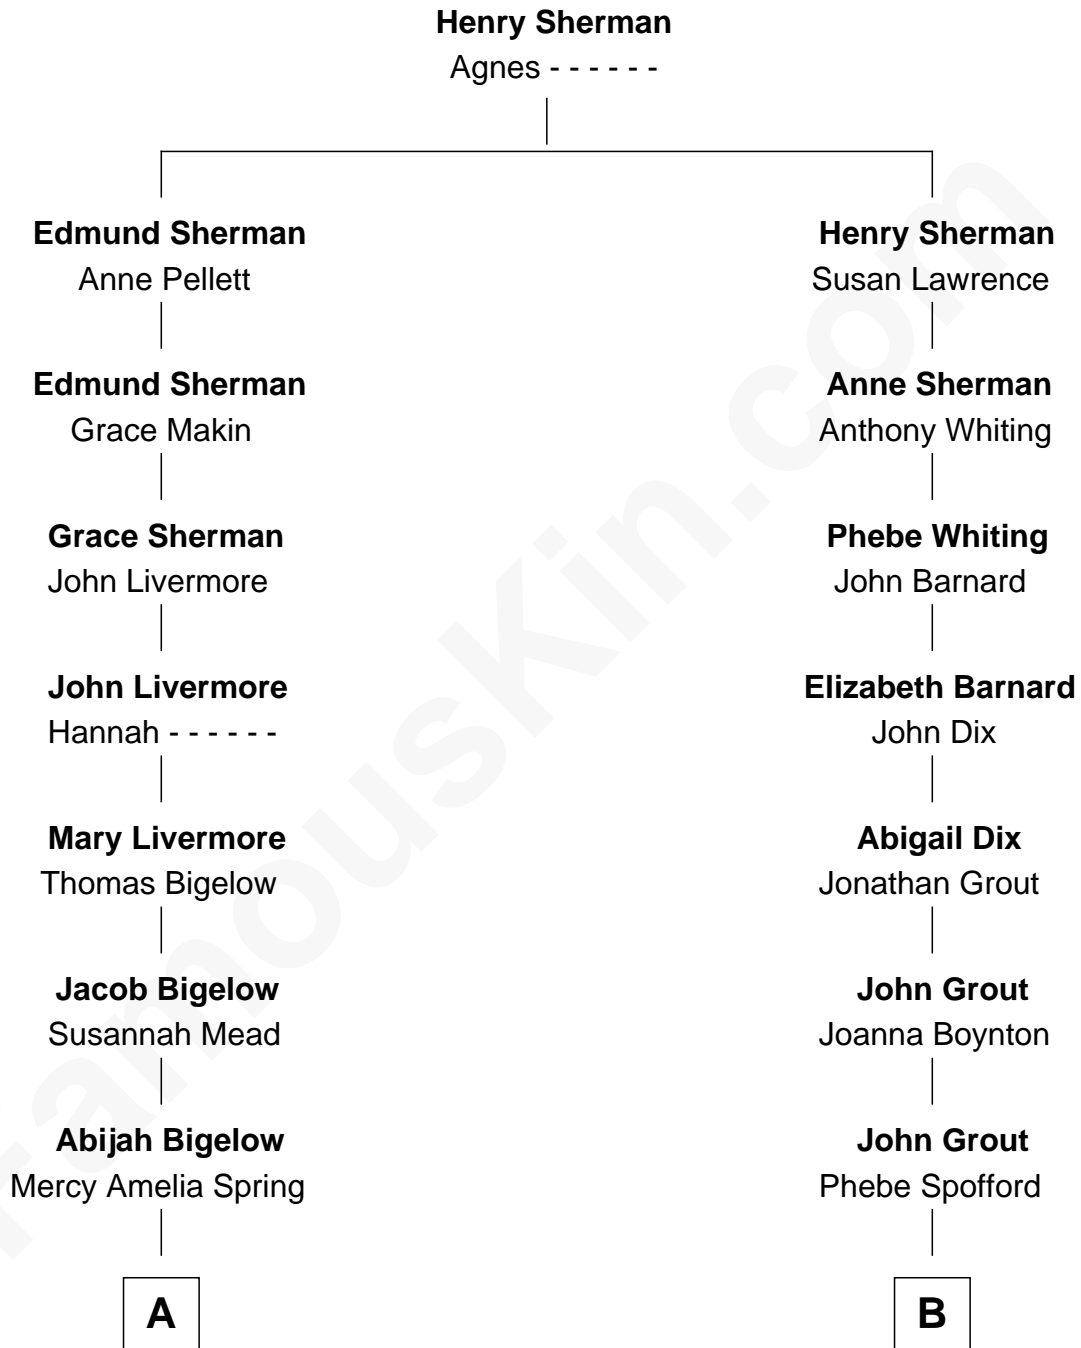 Henry Sherman
Agnes - - - - - -
Edmund Sherman
Anne Pellett
Henry Sherman
Susan Lawrence
Edmund Sherman
Grace Makin
Anne Sherman
Anthony Whiting
Grace Sherman
John Livermore
Phebe Whiting
John Barnard
John Livermore
Hannah - - - - - -
Elizabeth Barnard
John Dix
Mary Livermore
Thomas Bigelow
Abigail Dix
Jonathan Grout
Jacob Bigelow
Susannah Mead
John Grout
Joanna Boynton
Abijah Bigelow
Mercy Amelia Spring
John Grout
Phebe Spofford
A
B
FamousKin.com